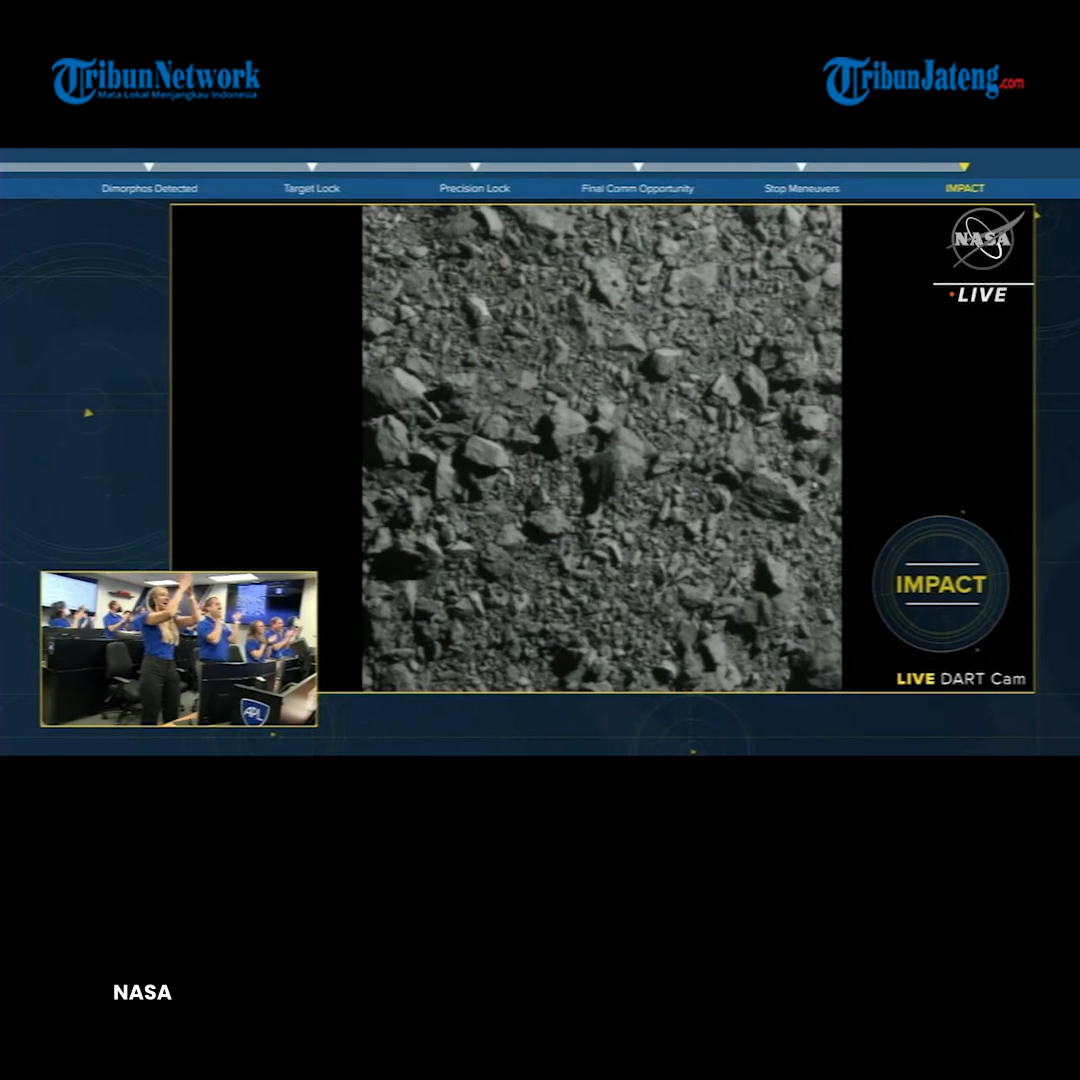 TribunNetwork
Mata Lokal Menjangkau Indonesia
TribunJateng.com
Dimorphos Detected
Target Lock
Precision Lock
Final Comm Opportunity
Stop Maneuvers
IMPACT
NASA
LIVE
IMPACT
LIVE DART Cam
APL
NASA